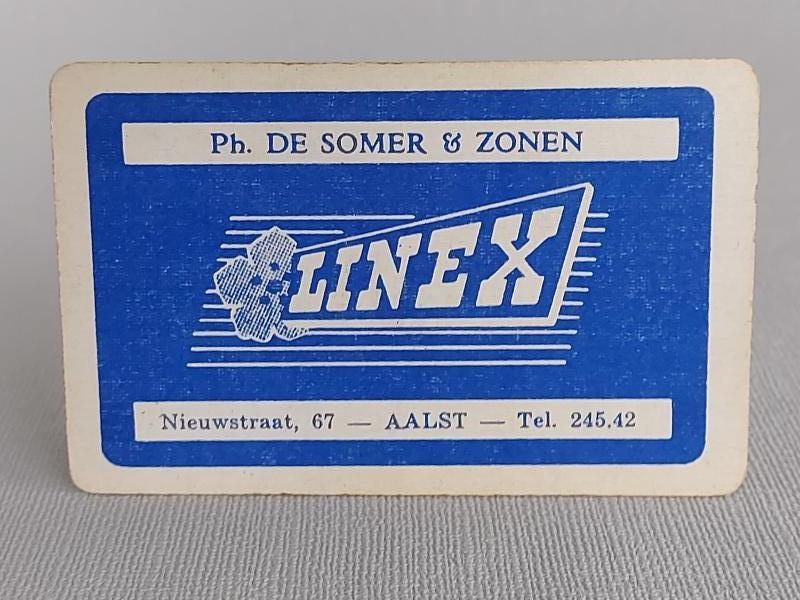 Ph. DE SOMER & ZONEN
LINEX
Nieuwstraat, 67 — AALST — Tel. 245.42